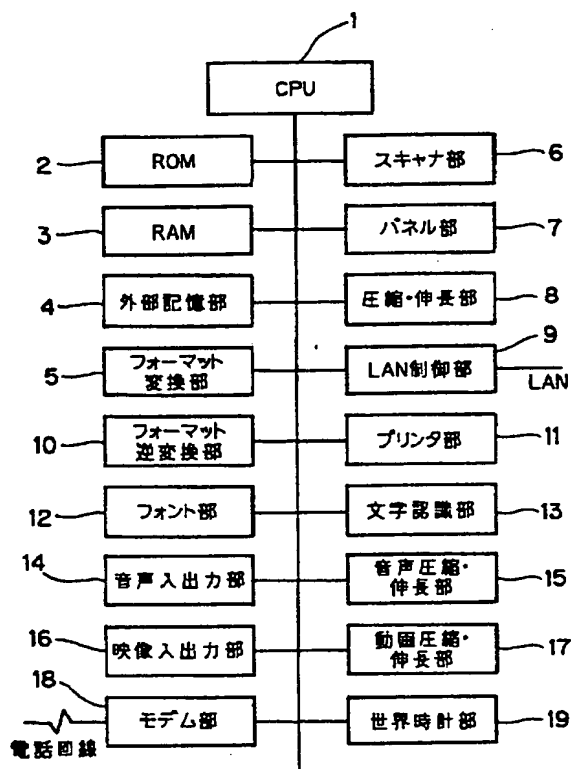 1
CPU
2
ROM
スキャナ部
6
3
RAM
パネル部
7
4
外部記憶部
圧縮・伸長部
8
5
フォーマット
変換部
LAN制御部
9
LAN
10
フォーマット
逆変換部
プリンタ部
11
12
フォント部
文字認識部
13
14
音声入出力部
音声圧縮・
伸長部
15
16
映像入出力部
動画圧縮・
伸長部
17
18
モデム部
電話回線
世界時計部
19